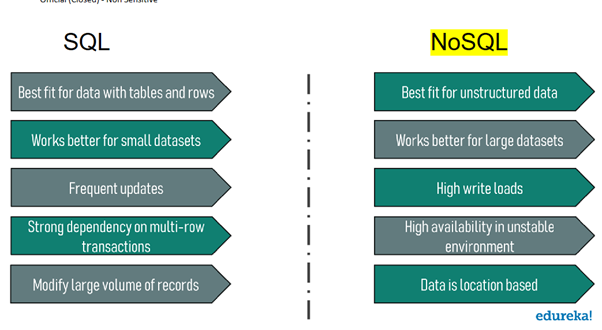 Official (Closed) - Non Sensitive
SQL
NoSQL
Best fit for data with tables and rows
Best fit for unstructured data
Works better for small datasets
Works better for large datasets
Frequent updates
High write loads
Strong dependency on multi-row
transactions
High availability in unstable
environment
Modify large volume of records
Data is location based
edureka!